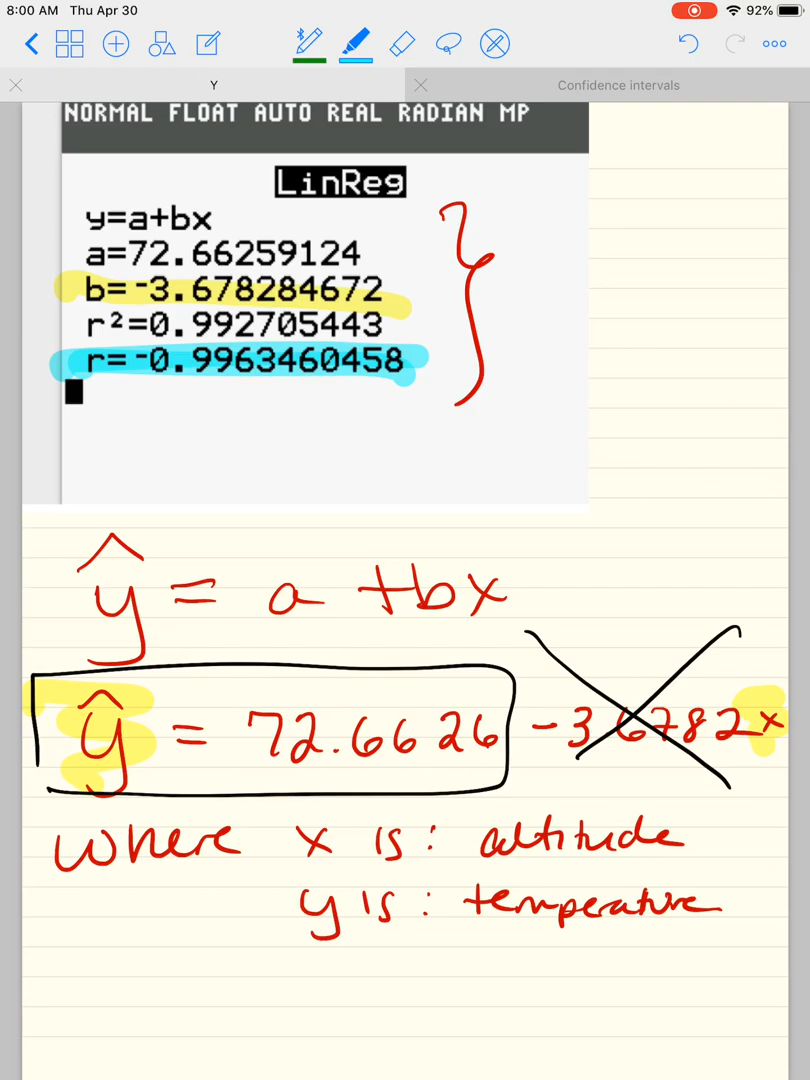 8:00 AM Thu Apr 30
92%
Y
Confidence intervals
NORMAL FLOAT AUTO REAL RADIAN MP
LinReg
y=a+bx
a=72.66259124
b=-3.678284672
r²=0.992705443
r=-0.9963460458
ŷ = a +bx
ŷ = 72.6626 -3.6782x
where x is: altitude
y is: temperature